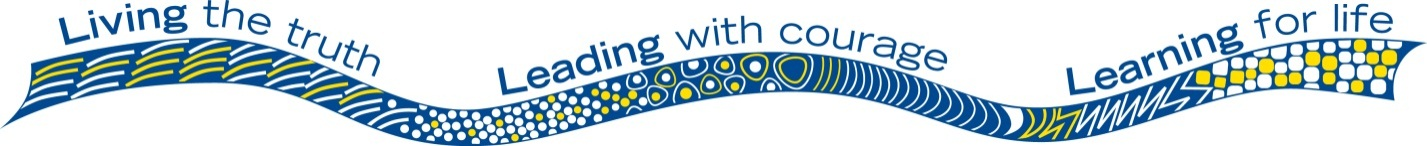 Living the truth
Leading with courage
Learning for life